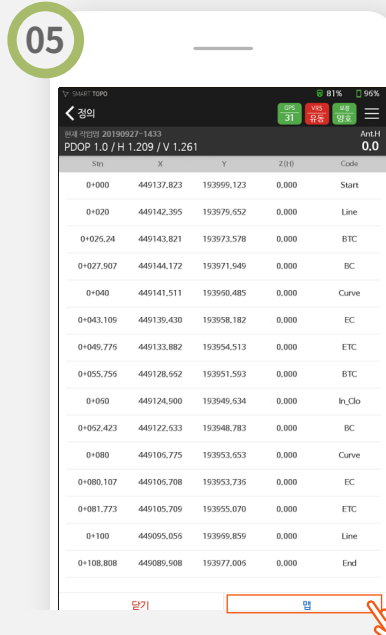 05
SMART TOPO 81% 96%
정의 GPS 31 VRS 유동 보정 양호
현재 작업명 20190927-1433 Ant.H
PDOP 1.0 / H 1.209 / V 1.261 0.0
Stn X Y Z(H) Code
0+000 449137,823 193999,123 0,000 Start
0+020 449142,395 193979,652 0,000 Line
0+026,24 449143,821 193973,578 0,000 BTC
0+027,907 449144,172 193971,949 0,000 BC
0+040 449141,511 193960,485 0,000 Curve
0+043,109 449139,430 193958,182 0,000 EC
0+049,776 449133,882 193954,513 0,000 ETC
0+055,756 449128,662 193951,593 0,000 BTC
0+060 449124,900 193949,634 0,000 In_Clo
0+062,423 449122,633 193948,783 0,000 BC
0+080 449106,775 193953,653 0,000 Curve
0+080,107 449106,708 193953,736 0,000 EC
0+081,773 449105,709 193955,070 0,000 ETC
0+100 449095,056 193969,859 0,000 Line
0+108,808 449089,908 193977,006 0,000 End
닫기 맵